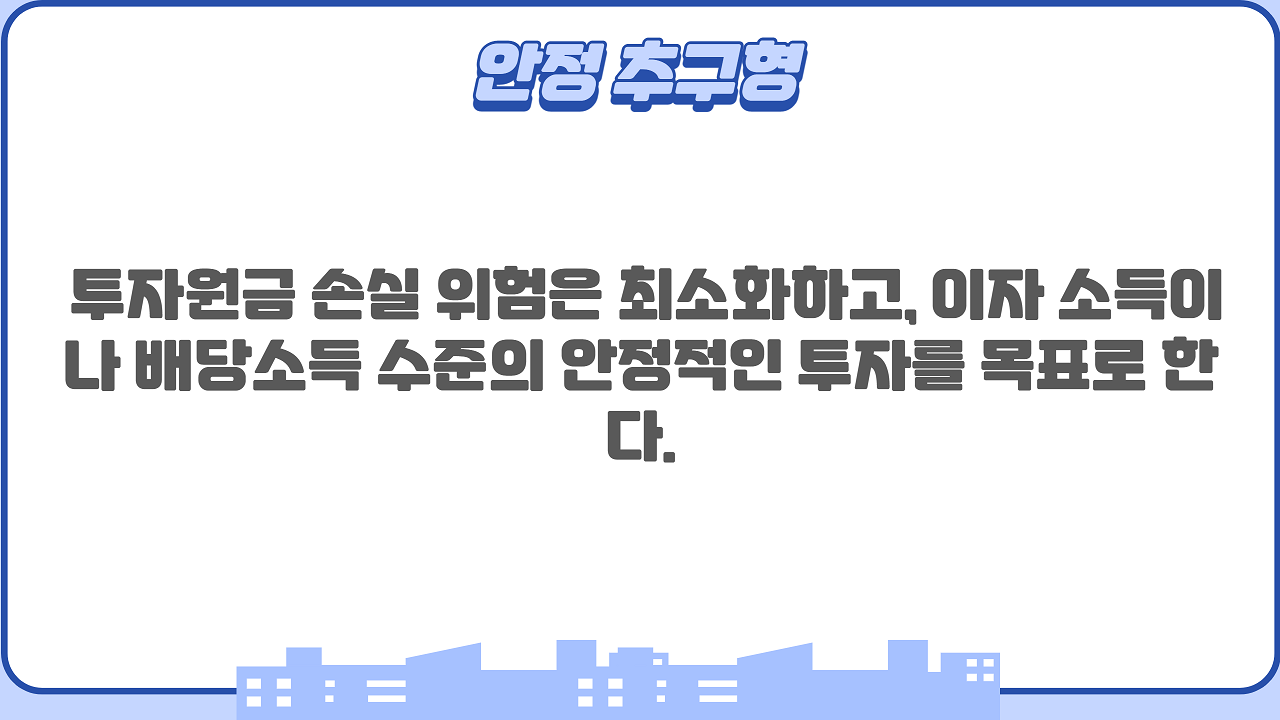 안정 추구형
투자원금 손실 위험은 최소화하고, 이자 소득이
나 배당소득 수준의 안정적인 투자를 목표로 한
다.